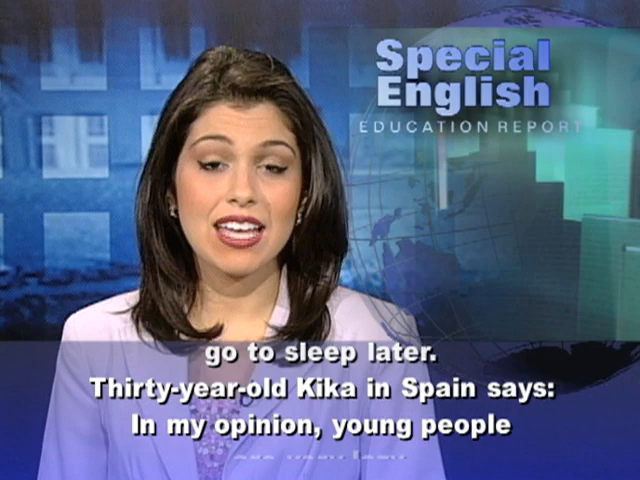 Special
English
EDUCATION REPORT
go to sleep later.
Thirty-year-old Kika in Spain says:
In my opinion, young people